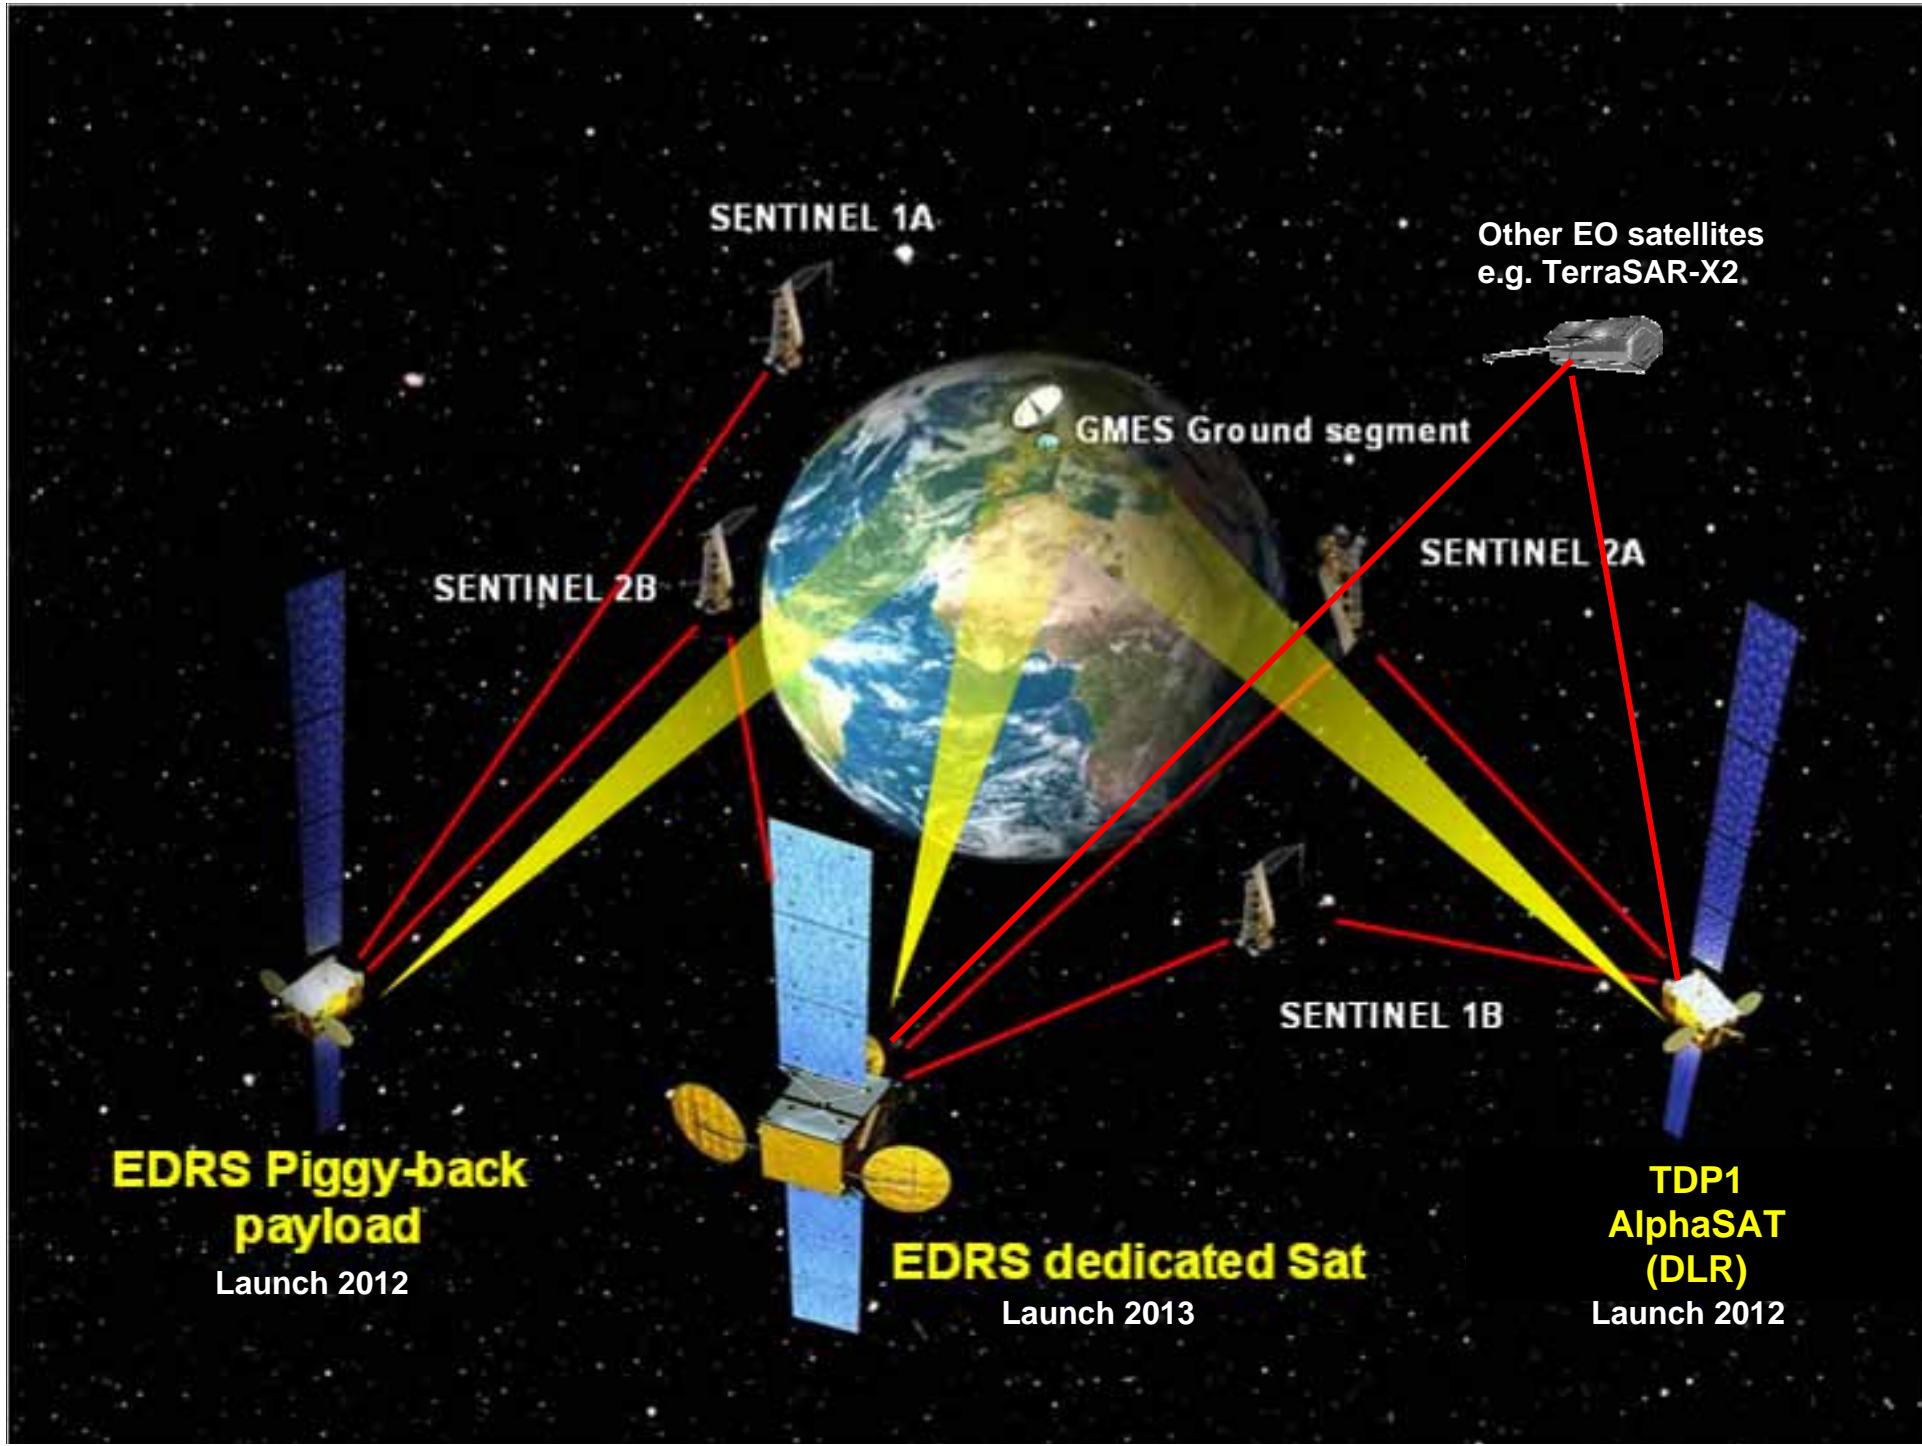 SENTINEL 1A
Other EO satellites
e.g. TerraSAR-X2
GMES Ground segment
SENTINEL 2A
SENTINEL 2B
SENTINEL 1B
EDRS Piggy-back
payload
Launch 2012
EDRS dedicated Sat
Launch 2013
TDP1
AlphaSAT
(DLR)
Launch 2012